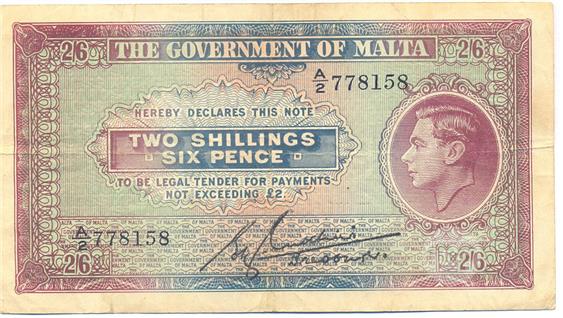 2/6 THE GOVERNMENT OF MALTA 2/6
A/2 778158
HEREBY DECLARES THIS NOTE
TWO SHILLINGS
SIX PENCE
TO BE LEGAL TENDER FOR PAYMENTS
NOT EXCEEDING £2.
A/2 778158
2/6 2/6